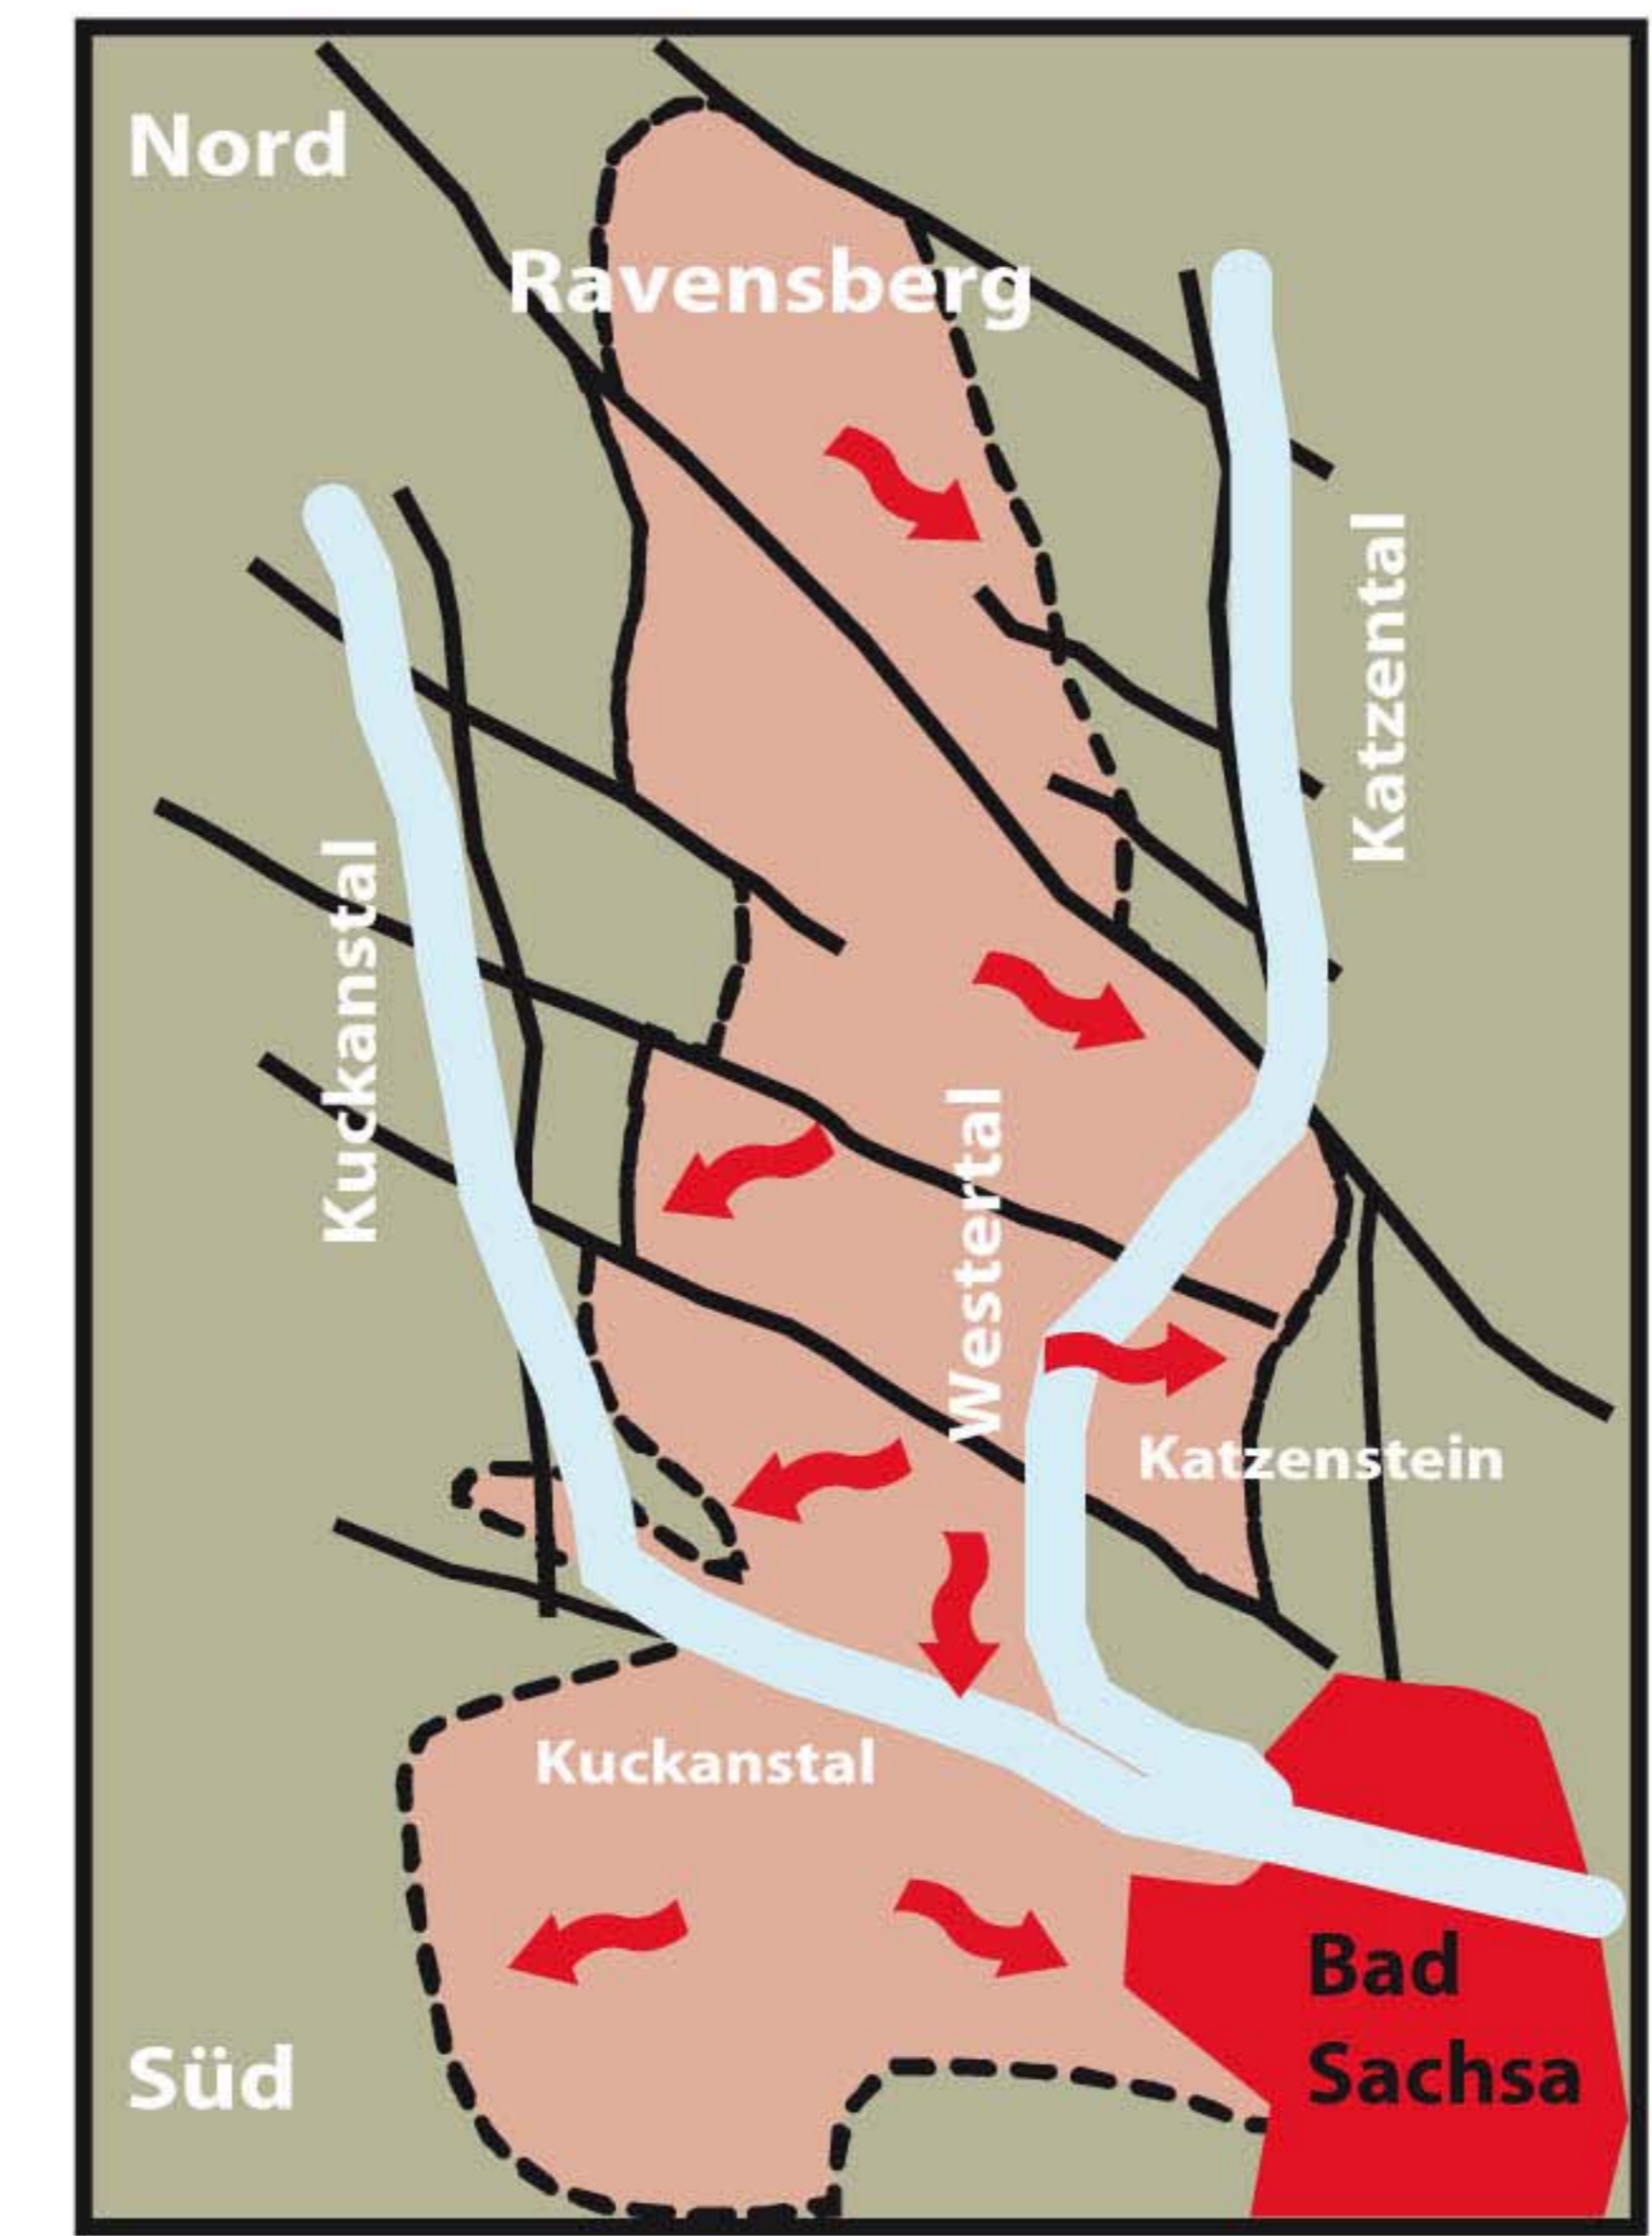 Nord
Ravensberg
Katzental
Kuckanstal
Westertal
Katzenstein
Kuckanstal
Bad
Sachsa
Süd